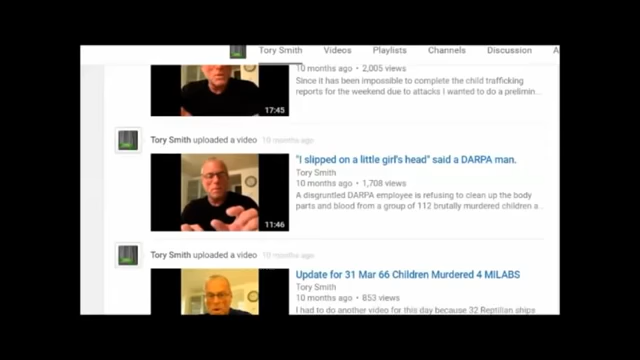 Tory Smith Videos Playlists Channels Discussion A
10 months ago • 2,005 views
Since it has been impossible to complete the child trafficking
reports for the weekend due to attacks I wanted to do a prelimin...
17:45
Tory Smith uploaded a video 10 months ago
"I slipped on a little girl's head" said a DARPA man.
Tory Smith
10 months ago • 1,708 views
A disgruntled DARPA employee is refusing to clean up the body
parts and blood from a group of 112 brutally murdered children a...
11:46
Tory Smith uploaded a video 10 months ago
Update for 31 Mar 66 Children Murdered 4 MILABS
Tory Smith
10 months ago • 853 views
I had to do another video for this day because 32 Reptilian ships